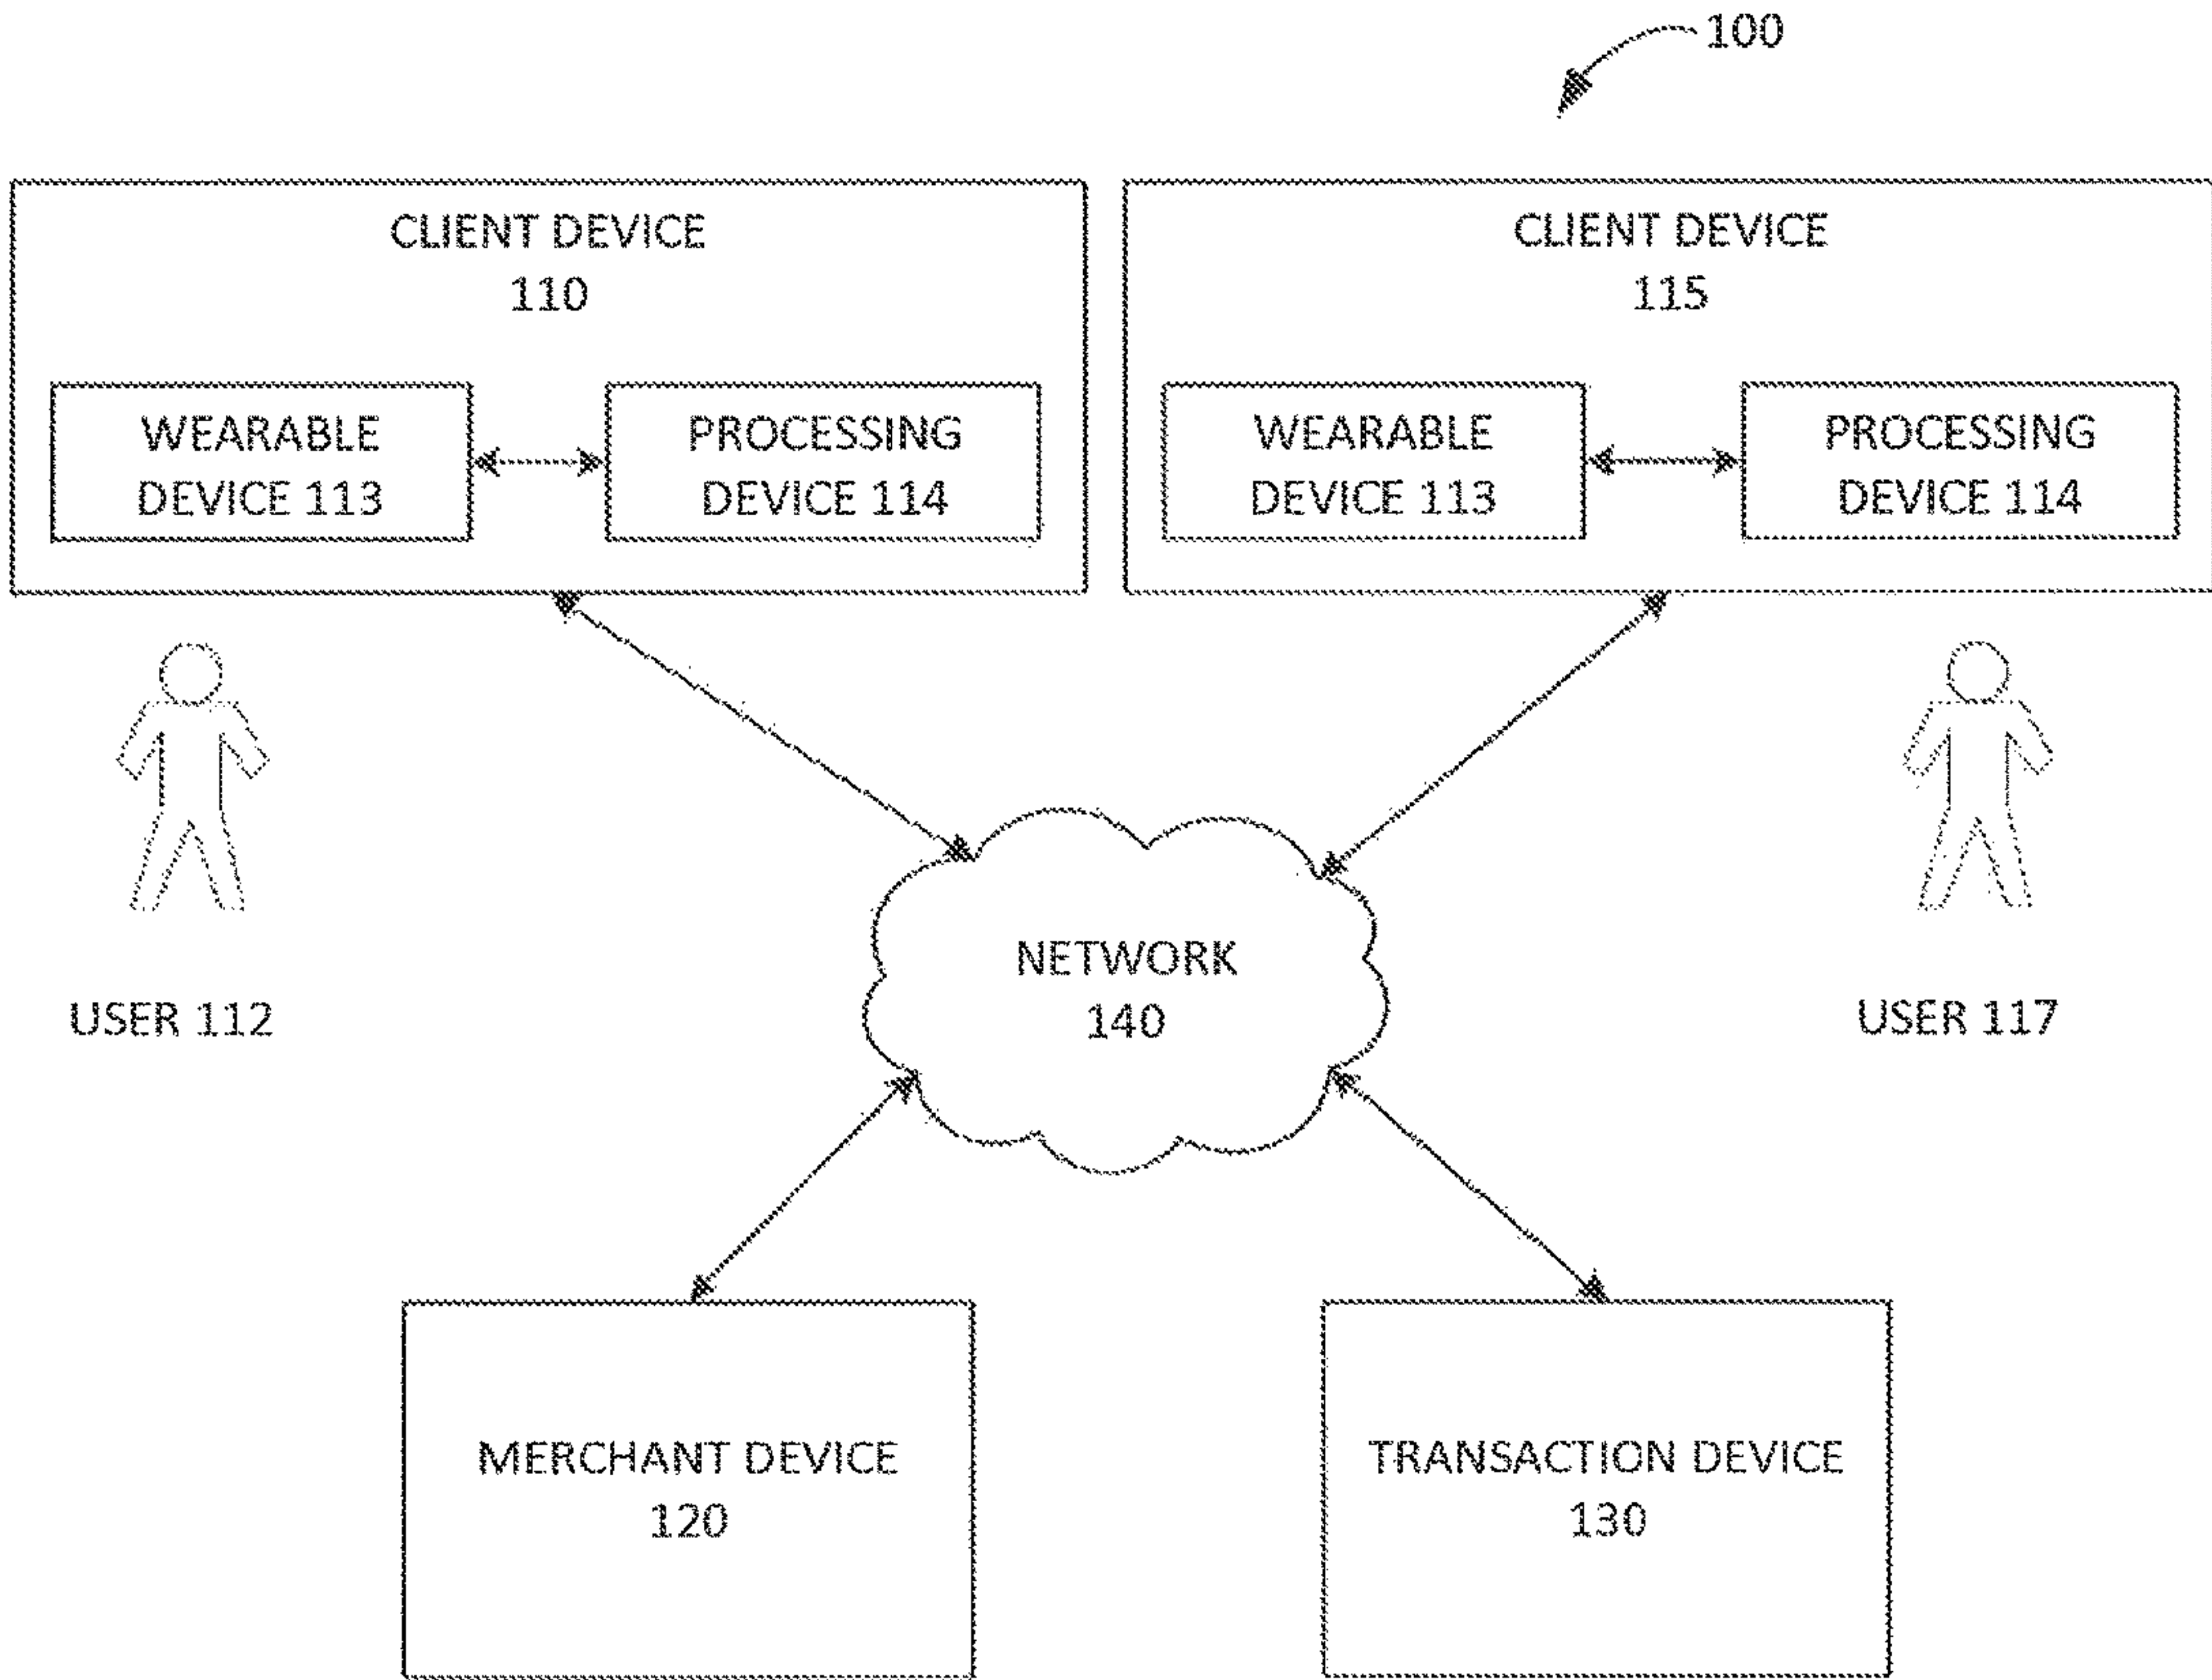 100
CLIENT DEVICE
110
WEARABLE
DEVICE 113
PROCESSING
DEVICE 114
CLIENT DEVICE
115
WEARABLE
DEVICE 113
PROCESSING
DEVICE 114
USER 112
NETWORK
140
USER 117
MERCHANT DEVICE
120
TRANSACTION DEVICE
130